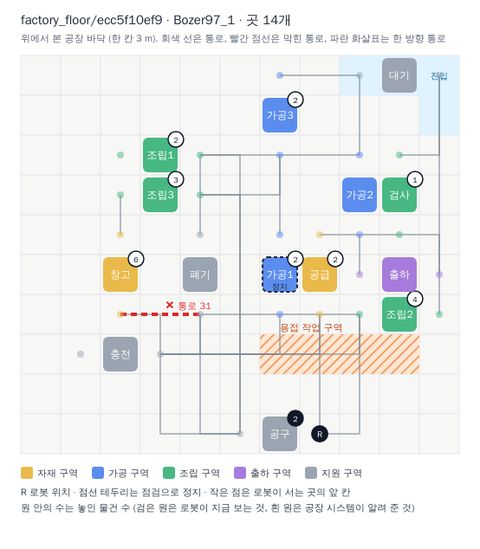 factory_floor/ecc5f10ef9 · Bozer97_1 · 곳 14개
위에서 본 공장 바닥 (한 칸 3 m). 회색 선은 통로, 빨간 점선은 막힌 통로, 파란 화살표는 한 방향 통로
대기
전립
2
가공3
2
조립1
3
조립3
가공2
1
검사
6
창고
폐기
2
가공1
정지
2
공급
출하
4
조립2
✖ 통로 31
용접 작업 구역
충전
2
공구
R
자재 구역
가공 구역
조립 구역
출하 구역
지원 구역
R 로봇 위치 · 점선 테두리는 점검으로 정지 · 작은 점은 로봇이 서는 곳의 앞 칸
원 안의 수는 놓인 물건 수 (검은 원은 로봇이 지금 보는 것, 흰 원은 공장 시스템이 알려 준 것)